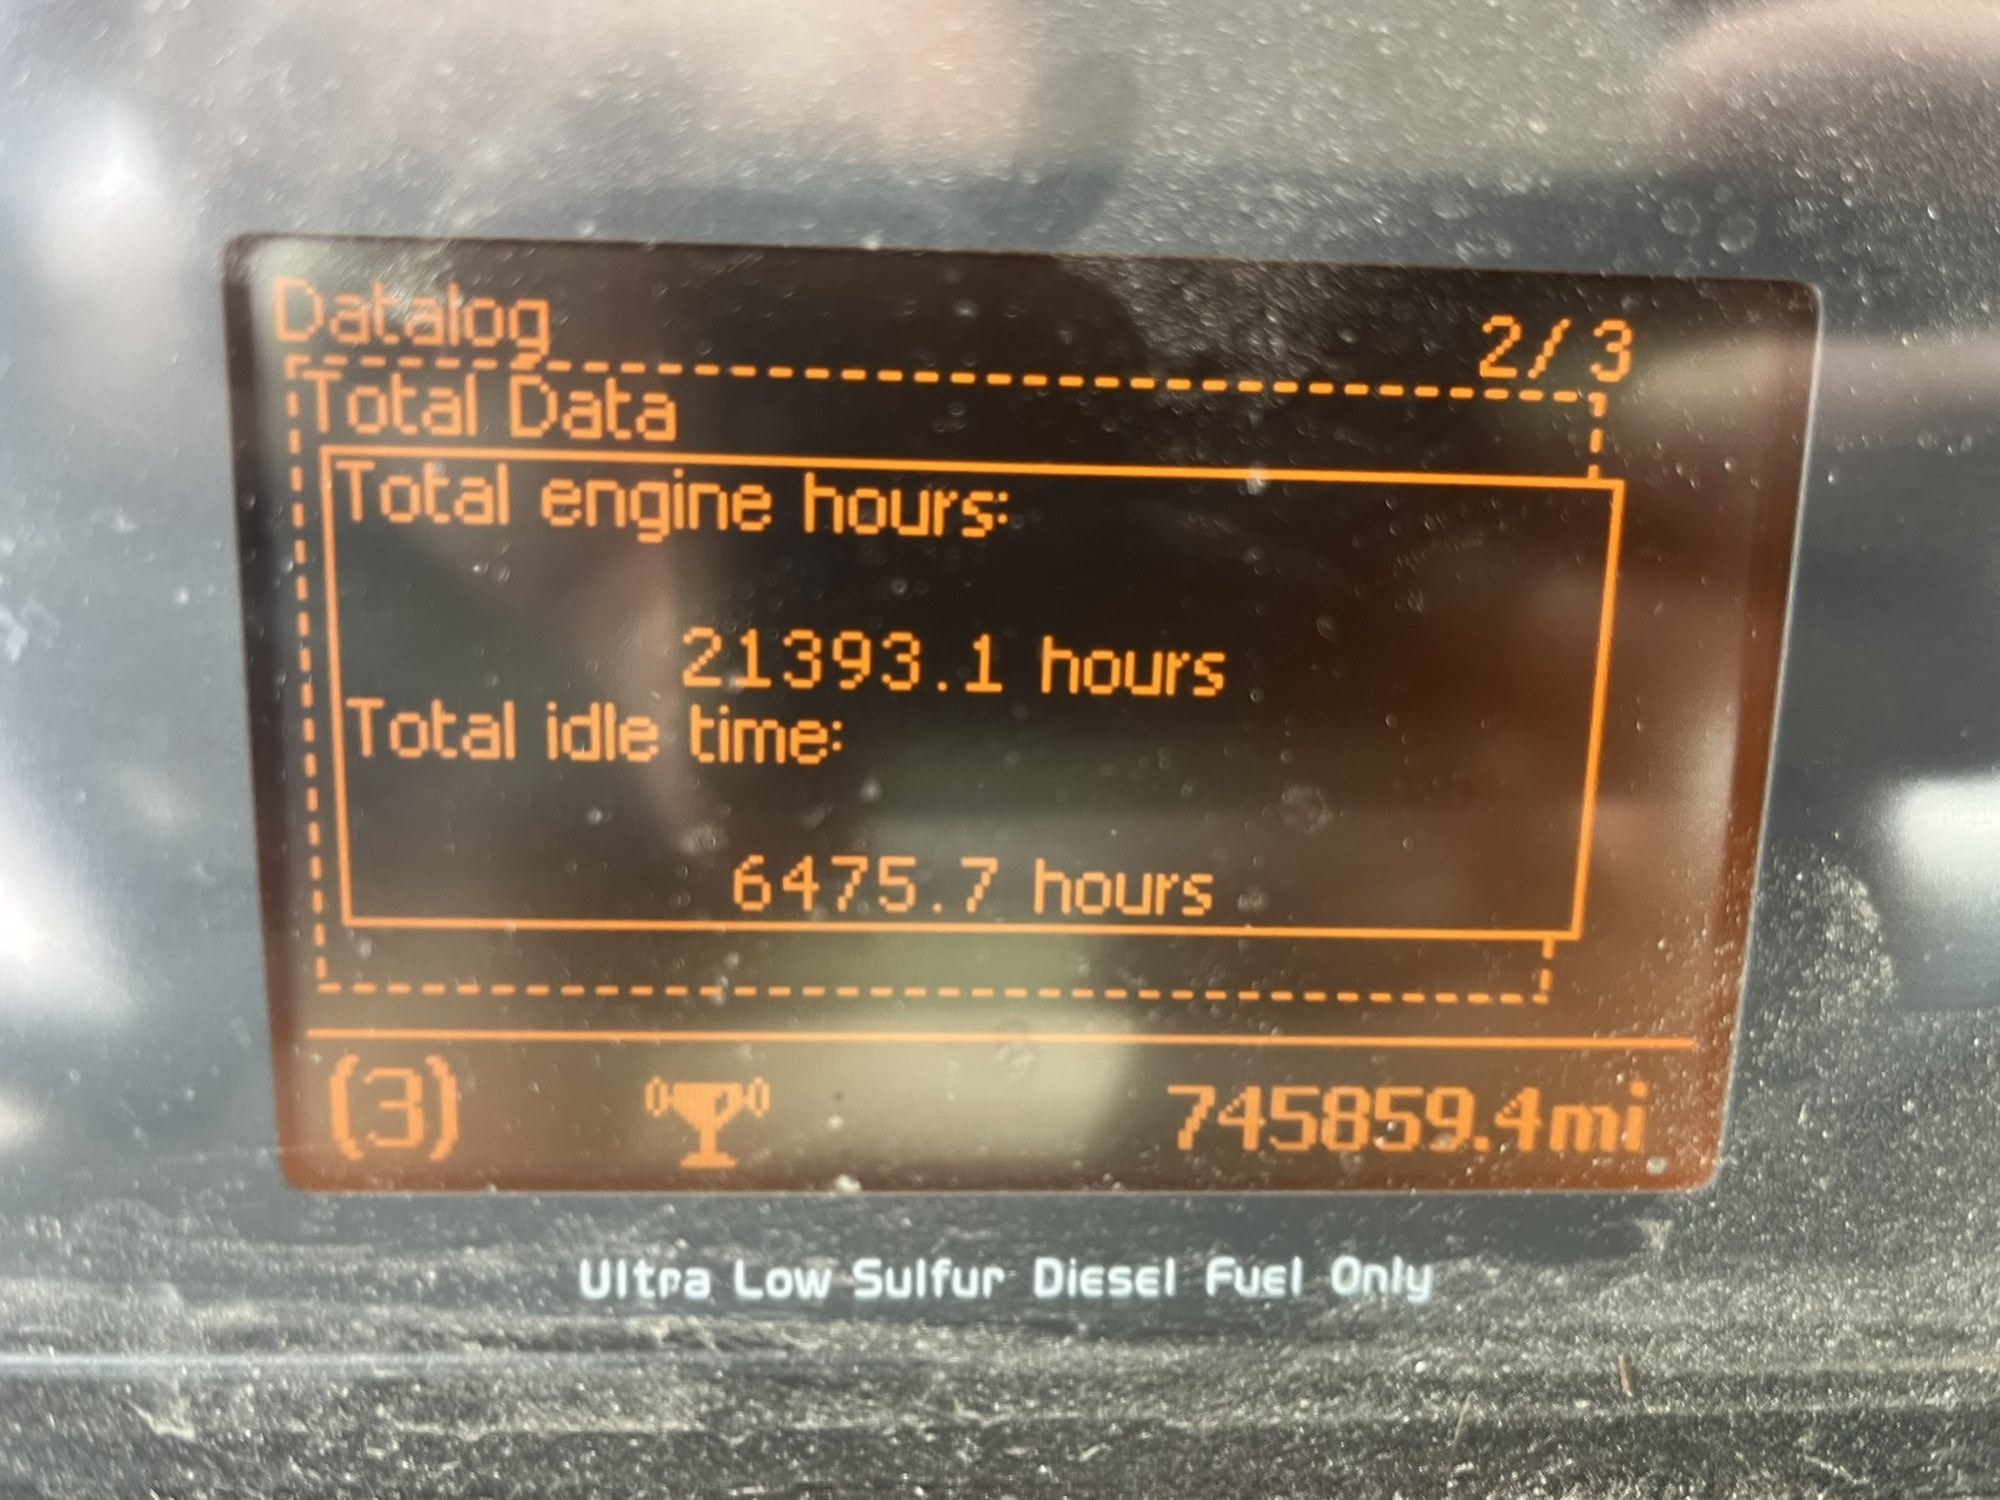 Datalog 2/3
Total Data
Total engine hours:
21393.1 hours
Total idle time:
6475.7 hours
(3) 745859.4mi
Ultra Low Sulfur Diesel Fuel Only